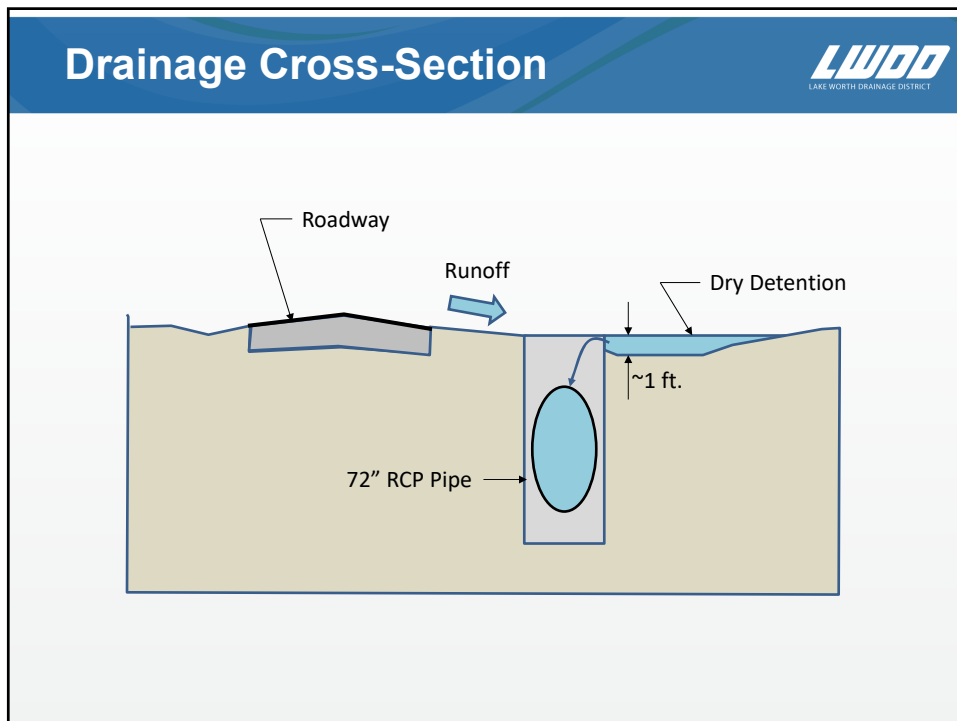 Drainage Cross-Section
LWDD
LAKE WORTH DRAINAGE DISTRICT
Roadway
Runoff
Dry Detention
~1 ft.
72” RCP Pipe